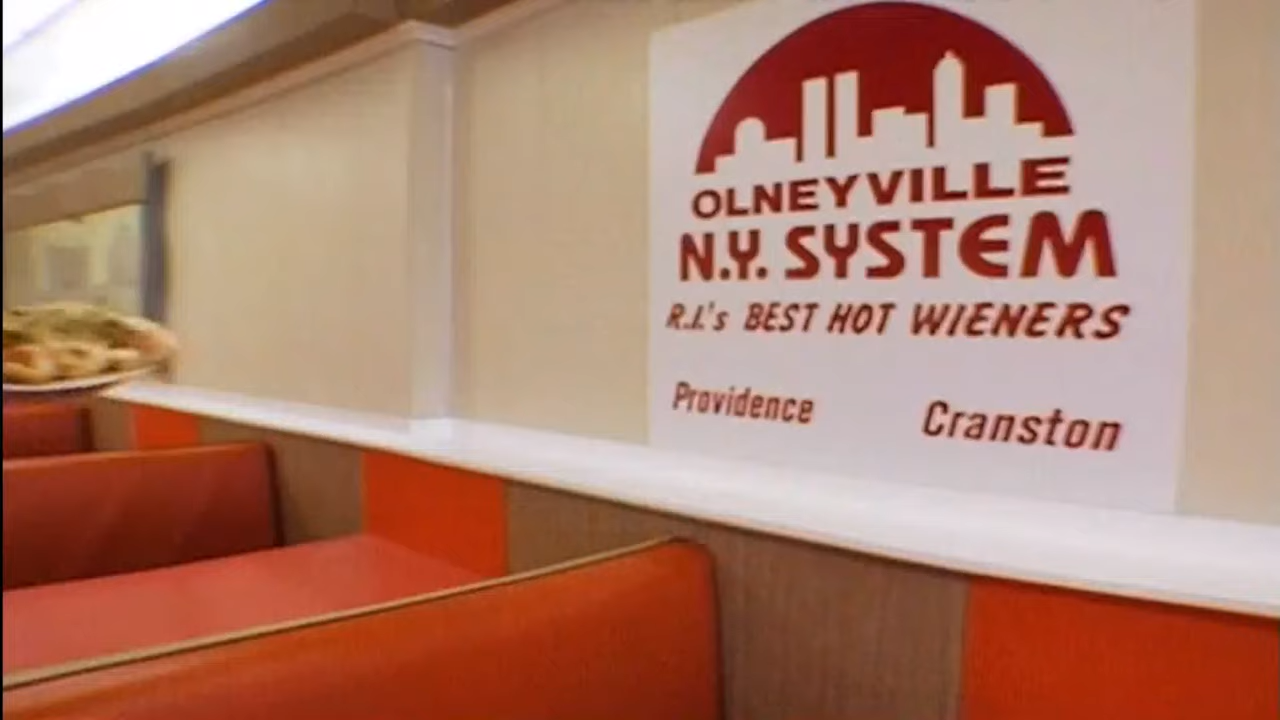 OLNEYVILLE
N.Y. SYSTEM
R.I.'s BEST HOT WIENERS
Providence Cranston